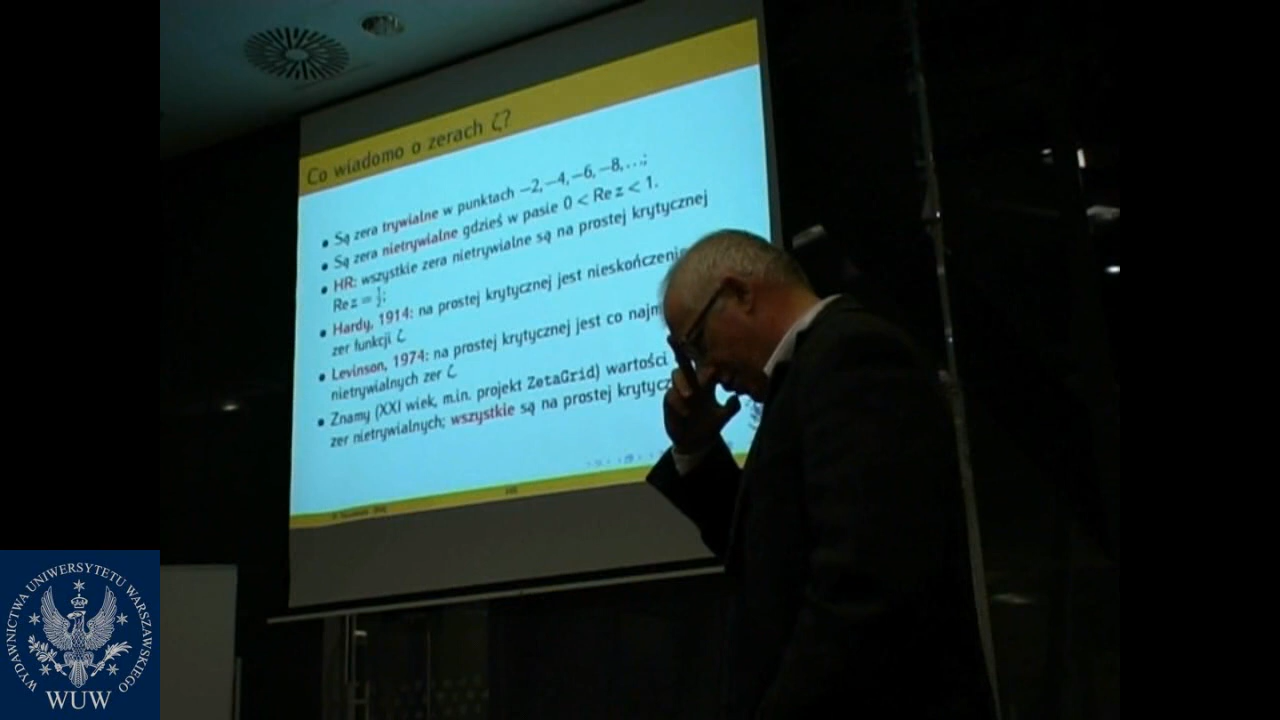 Co wiadomo o zerach ζ?
• Są zera trywialne w punktach −2, −4, −6, −8, …;
• Są zera nietrywialne gdzieś w pasie 0 < Re z < 1.
• HR: wszystkie zera nietrywialne są na prostej krytycznej
Re z = ½;
• Hardy, 1914: na prostej krytycznej jest nieskończenie
zer funkcji ζ
• Levinson, 1974: na prostej krytycznej jest co
nietrywialnych zer ζ
• Znamy (XXI wiek, m.in. projekt ZetaGrid) wartości
zer nietrywialnych; wszystkie są na prostej
WYDAWNICTWA UNIWERSYTETU WARSZAWSKIEGO
WUW